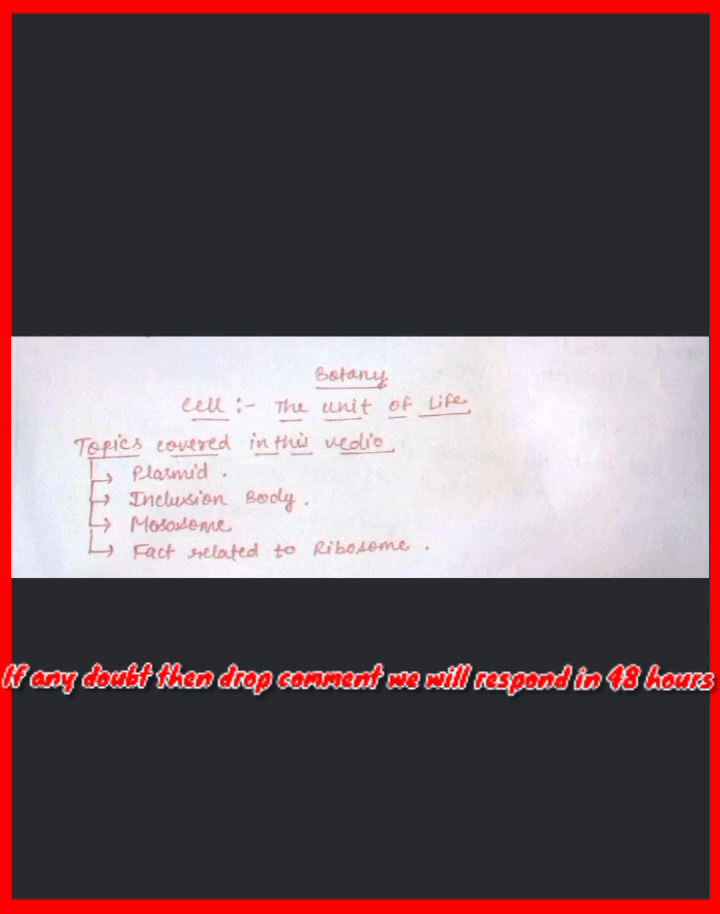 Botany
Cell :- The unit of Life
Topics covered in this vedio
→ Plasmid .
→ Inclusion Body .
→ Mososome
→ Fact related to Ribosome .
If any doubt then drop comment we will respond in 48 hours